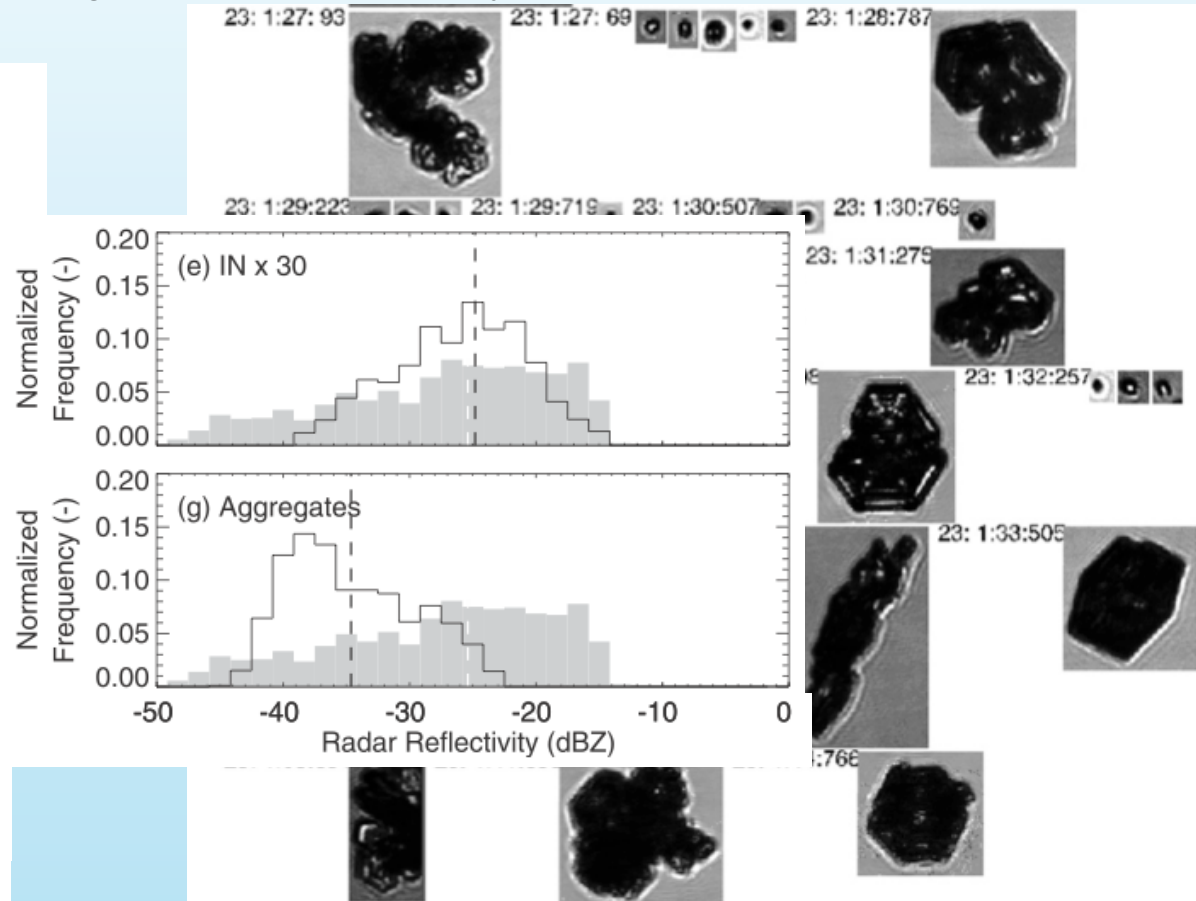 23: 1:27: 93
23: 1:27: 69
23: 1:28:787
23: 1:29:223
23: 1:29:719
23: 1:30:507
23: 1:30:769
23: 1:31:275
23: 1:32:257
23: 1:33:505
:766
Normalized
Frequency (-)
0.20
0.15
0.10
0.05
0.00
(e) IN x 30
Normalized
Frequency (-)
0.20
0.15
0.10
0.05
0.00
(g) Aggregates
-50 -40 -30 -20 -10 0
Radar Reflectivity (dBZ)